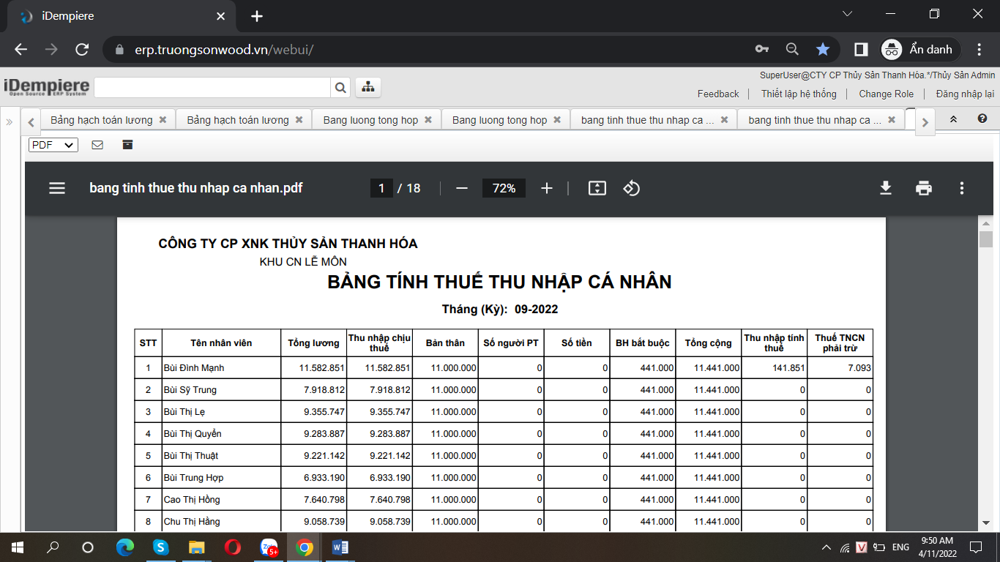 iDempiere
erp.truongsonwood.vn/webui/
Ẩn danh
iDempiere
Open Source ERP System
SuperUser@CTY CP Thủy Sản Thanh Hóa.*/Thủy Sản Admin
Feedback Thiết lập hệ thống Change Role Đăng nhập lại
Bảng hạch toán lương Bảng hạch toán lương Bang luong tong hop Bang luong tong hop bang tinh thue thu nhap ca ... bang tinh thue thu nhap ca ...
PDF
bang tinh thue thu nhap ca nhan.pdf 1 / 18 72%
CÔNG TY CP XNK THỦY SẢN THANH HÓA
KHU CN LỄ MÔN
BẢNG TÍNH THUẾ THU NHẬP CÁ NHÂN
Tháng (Kỳ): 09-2022
STT Tên nhân viên Tổng lương Thu nhập chịu thuế Bản thân Số người PT Số tiền BH bắt buộc Tổng cộng Thu nhập tính thuế Thuế TNCN phải trừ
1 Bùi Đình Mạnh 11.582.851 11.582.851 11.000.000 0 0 441.000 11.441.000 141.851 7.093
2 Bùi Sỹ Trung 7.918.812 7.918.812 11.000.000 0 0 441.000 11.441.000 0 0
3 Bùi Thị Lẹ 9.355.747 9.355.747 11.000.000 0 0 441.000 11.441.000 0 0
4 Bùi Thị Quyển 9.283.887 9.283.887 11.000.000 0 0 441.000 11.441.000 0 0
5 Bùi Thị Thuật 9.221.142 9.221.142 11.000.000 0 0 441.000 11.441.000 0 0
6 Bùi Trung Hợp 6.933.190 6.933.190 11.000.000 0 0 441.000 11.441.000 0 0
7 Cao Thị Hồng 7.640.798 7.640.798 11.000.000 0 0 441.000 11.441.000 0 0
8 Chu Thị Hằng 9.058.739 9.058.739 11.000.000 0 0 441.000 11.441.000 0 0
Zalo 5+
ENG
9:50 AM
4/11/2022